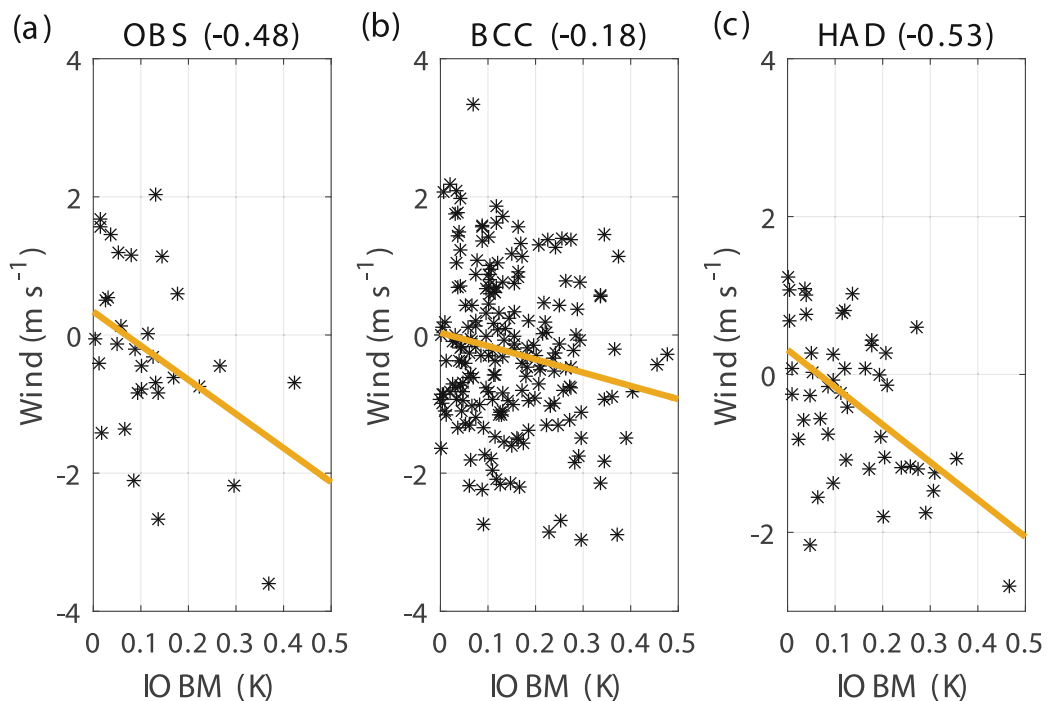 (a) OBS (-0.48)
4
2
0
-2
-4
Wind (m s⁻¹)
0 0.1 0.2 0.3 0.4 0.5
IOBM (K)
(b) BCC (-0.18)
4
2
0
-2
-4
Wind (m s⁻¹)
0 0.1 0.2 0.3 0.4 0.5
IOBM (K)
(c) HAD (-0.53)
4
2
0
-2
Wind (m s⁻¹)
0 0.1 0.2 0.3 0.4 0.5
IOBM (K)